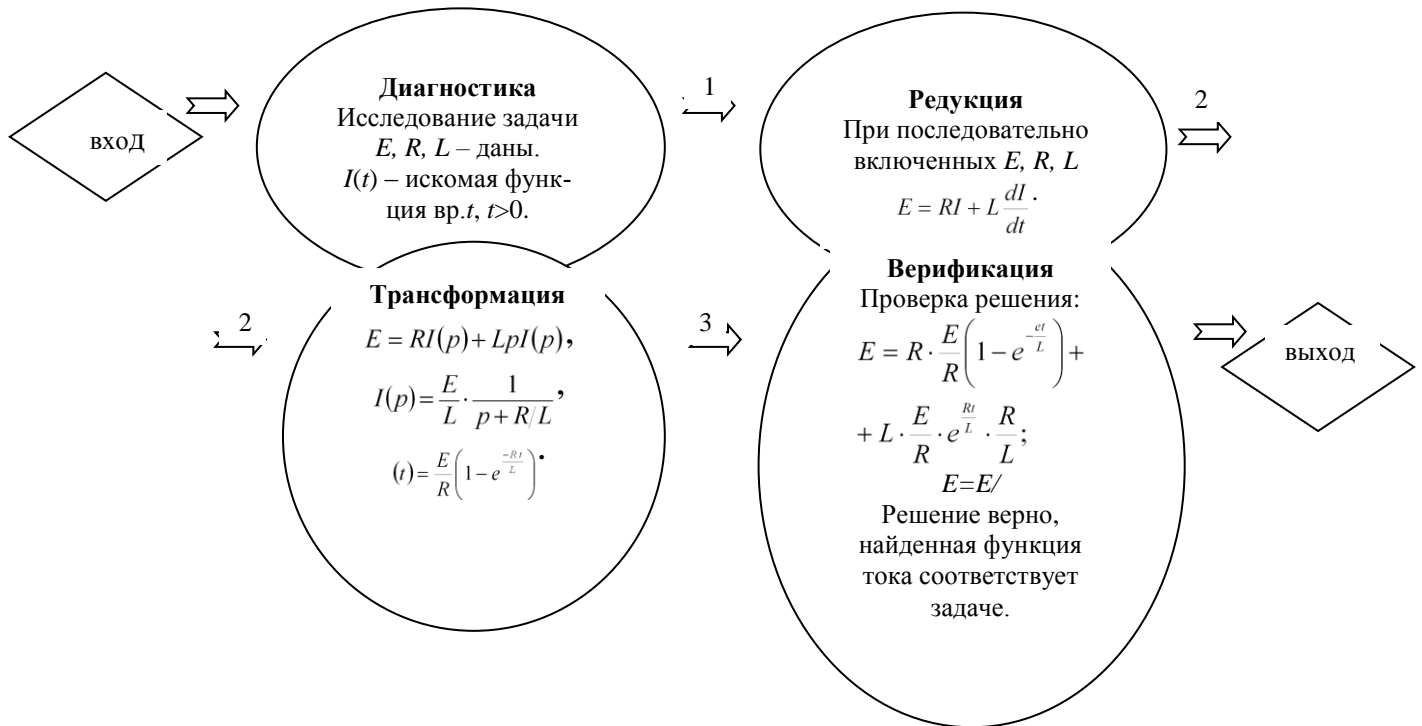 вхоД
Диагностика
Исследование задачи
E, R, L – даны.
I(t) – искомая функ-
ция вр.t, t>0.
1
Редукция
При последовательно
включенных E, R, L
E = RI + L dI/dt .
2
2
Трансформация
E = RI(p) + LpI(p),
I(p) = E/L · 1/(p + R/L) ,
(t) = E/R (1 − e^(−Rt/L)) .
3
Верификация
Проверка решения:
E = R · E/R (1 − e^(−et/L)) +
+ L · E/R · e^(Rt/L) · R/L;
E=E/
Решение верно,
найденная функция
тока соответствует
задаче.
выход